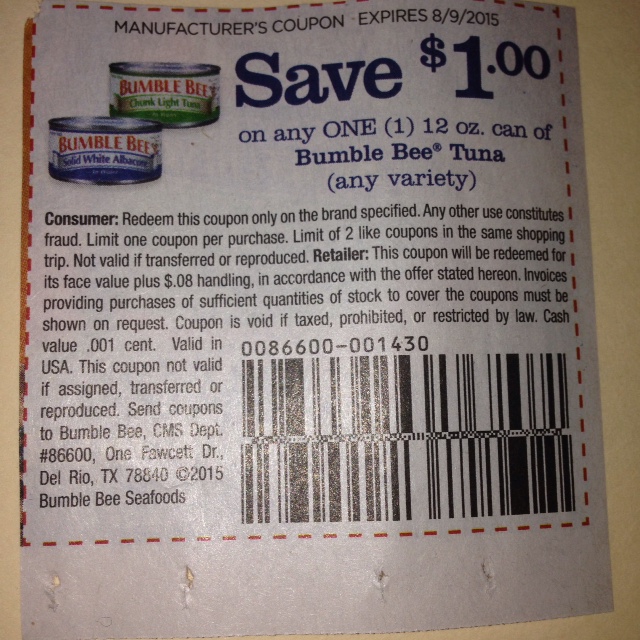 MANUFACTURER'S COUPON EXPIRES 8/9/2015
Save $1.00
on any ONE (1) 12 oz. can of
Bumble Bee® Tuna
(any variety)
BUMBLE BEE
Chunk Light Tuna
BUMBLE BEE
Solid White Albacore
Consumer: Redeem this coupon only on the brand specified. Any other use constitutes
fraud. Limit one coupon per purchase. Limit of 2 like coupons in the same shopping
trip. Not valid if transferred or reproduced. Retailer: This coupon will be redeemed for
its face value plus $.08 handling, in accordance with the offer stated hereon. Invoices
providing purchases of sufficient quantities of stock to cover the coupons must be
shown on request. Coupon is void if taxed, prohibited, or restricted by law. Cash
value .001 cent. Valid in
USA. This coupon not valid
if assigned, transferred or
reproduced. Send coupons
to Bumble Bee, CMS Dept.
#86600, One Fawcett Dr.,
Del Rio, TX 78840 ©2015
Bumble Bee Seafoods
0086600-001430